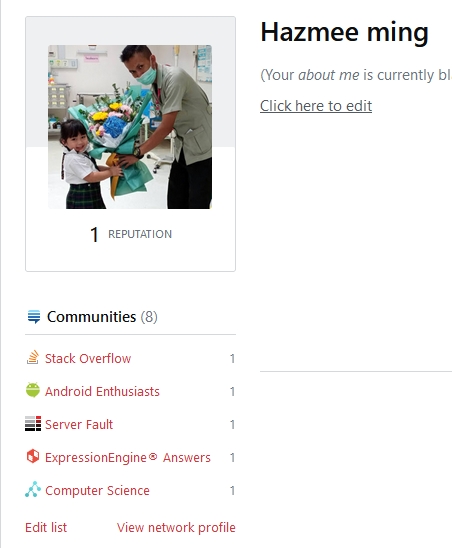 Hazmee ming
(Your about me is currently bl
Click here to edit
1 REPUTATION
Communities (8)
Stack Overflow 1
Android Enthusiasts 1
Server Fault 1
ExpressionEngine® Answers 1
Computer Science 1
Edit list View network profile